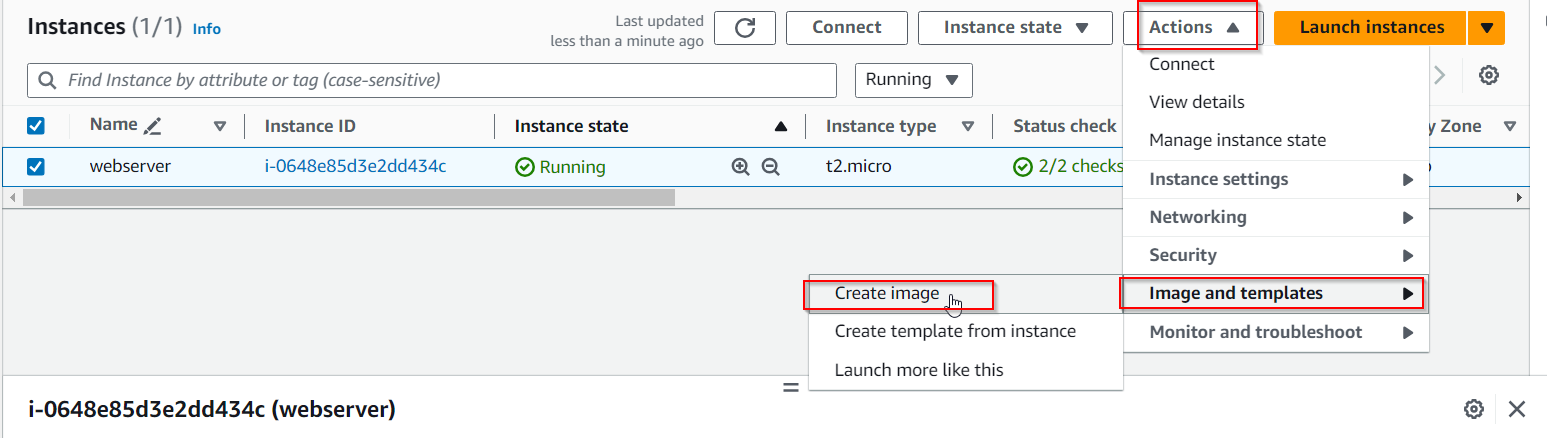 Instances (1/1) Info
Last updated
less than a minute ago
Connect
Instance state
Actions
Launch instances
Find Instance by attribute or tag (case-sensitive)
Running
Connect
View details
Manage instance state
Instance settings
Networking
Security
Image and templates
Monitor and troubleshoot
Name Instance ID Instance state Instance type Status check y Zone
webserver i-0648e85d3e2dd434c Running t2.micro 2/2 checks
Create image
Create template from instance
Launch more like this
i-0648e85d3e2dd434c (webserver)